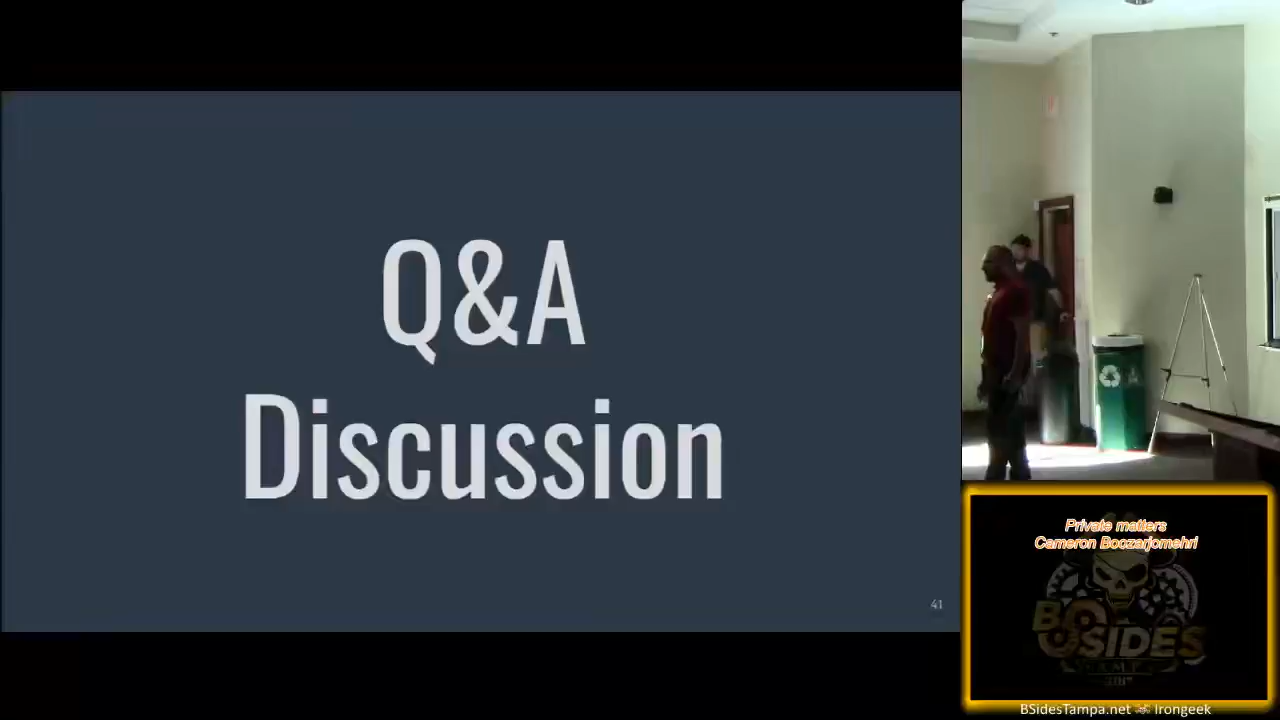 Q&A
Discussion
41
Private matters
Cameron Boozarjomehri
BSIDES
BSidesTampa.net Irongeek